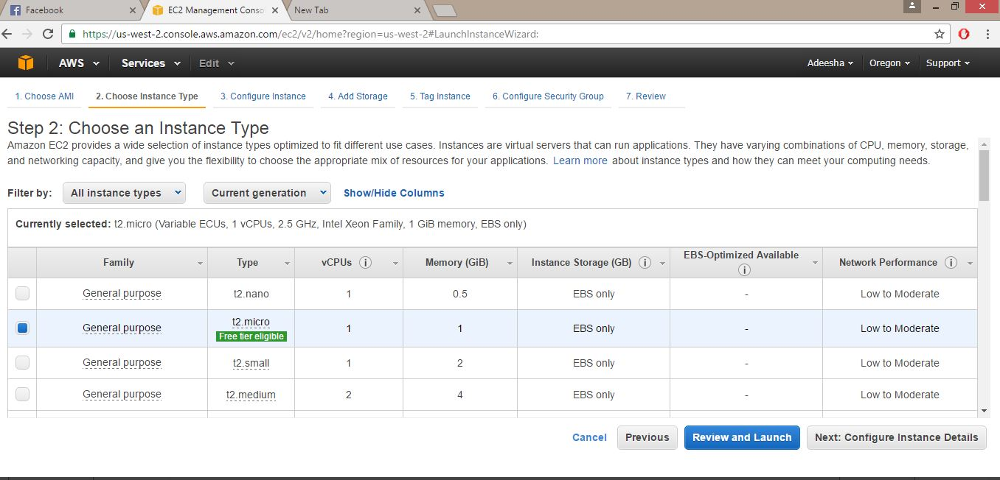 Facebook
EC2 Management Conso
New Tab
https://us-west-2.console.aws.amazon.com/ec2/v2/home?region=us-west-2#LaunchInstanceWizard:
AWS Services Edit Adeesha Oregon Support
1. Choose AMI 2. Choose Instance Type 3. Configure Instance 4. Add Storage 5. Tag Instance 6. Configure Security Group 7. Review
Step 2: Choose an Instance Type
Amazon EC2 provides a wide selection of instance types optimized to fit different use cases. Instances are virtual servers that can run applications. They have varying combinations of CPU, memory, storage,
and networking capacity, and give you the flexibility to choose the appropriate mix of resources for your applications. Learn more about instance types and how they can meet your computing needs.
Filter by: All instance types Current generation Show/Hide Columns
Currently selected: t2.micro (Variable ECUs, 1 vCPUs, 2.5 GHz, Intel Xeon Family, 1 GiB memory, EBS only)
Family Type vCPUs i Memory (GiB) Instance Storage (GB) i EBS-Optimized Available i Network Performance i
General purpose t2.nano 1 0.5 EBS only - Low to Moderate
General purpose t2.micro Free tier eligible 1 1 EBS only - Low to Moderate
General purpose t2.small 1 2 EBS only - Low to Moderate
General purpose t2.medium 2 4 EBS only - Low to Moderate
Cancel Previous Review and Launch Next: Configure Instance Details